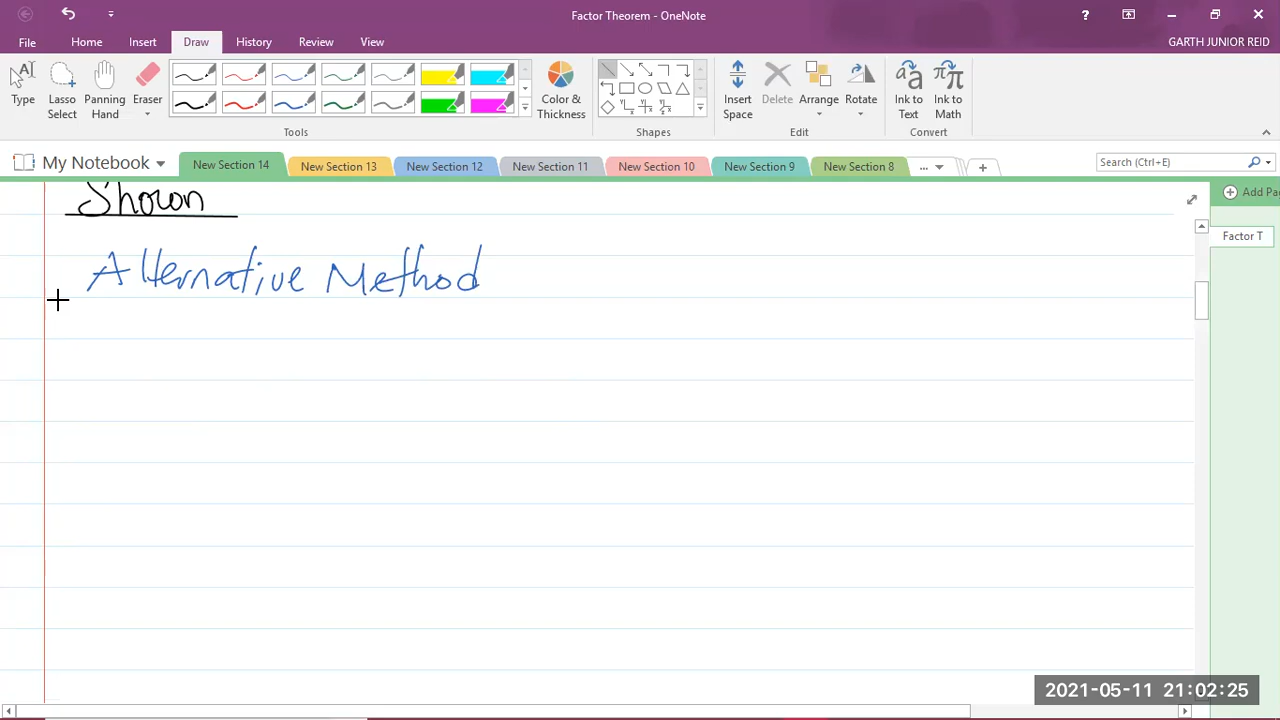 Factor Theorem - OneNote
GARTH JUNIOR REID
File Home Insert Draw History Review View
Type
Lasso Select
Panning Hand
Eraser
Color & Thickness
Insert Space
Delete
Arrange
Rotate
Ink to Text
Ink to Math
Tools
Shapes
Edit
Convert
My Notebook
New Section 14
New Section 13
New Section 12
New Section 11
New Section 10
New Section 9
New Section 8
...
Search (Ctrl+E)
Add Pa
Factor T
Shown
Alternative Method
2021-05-11 21:02:25